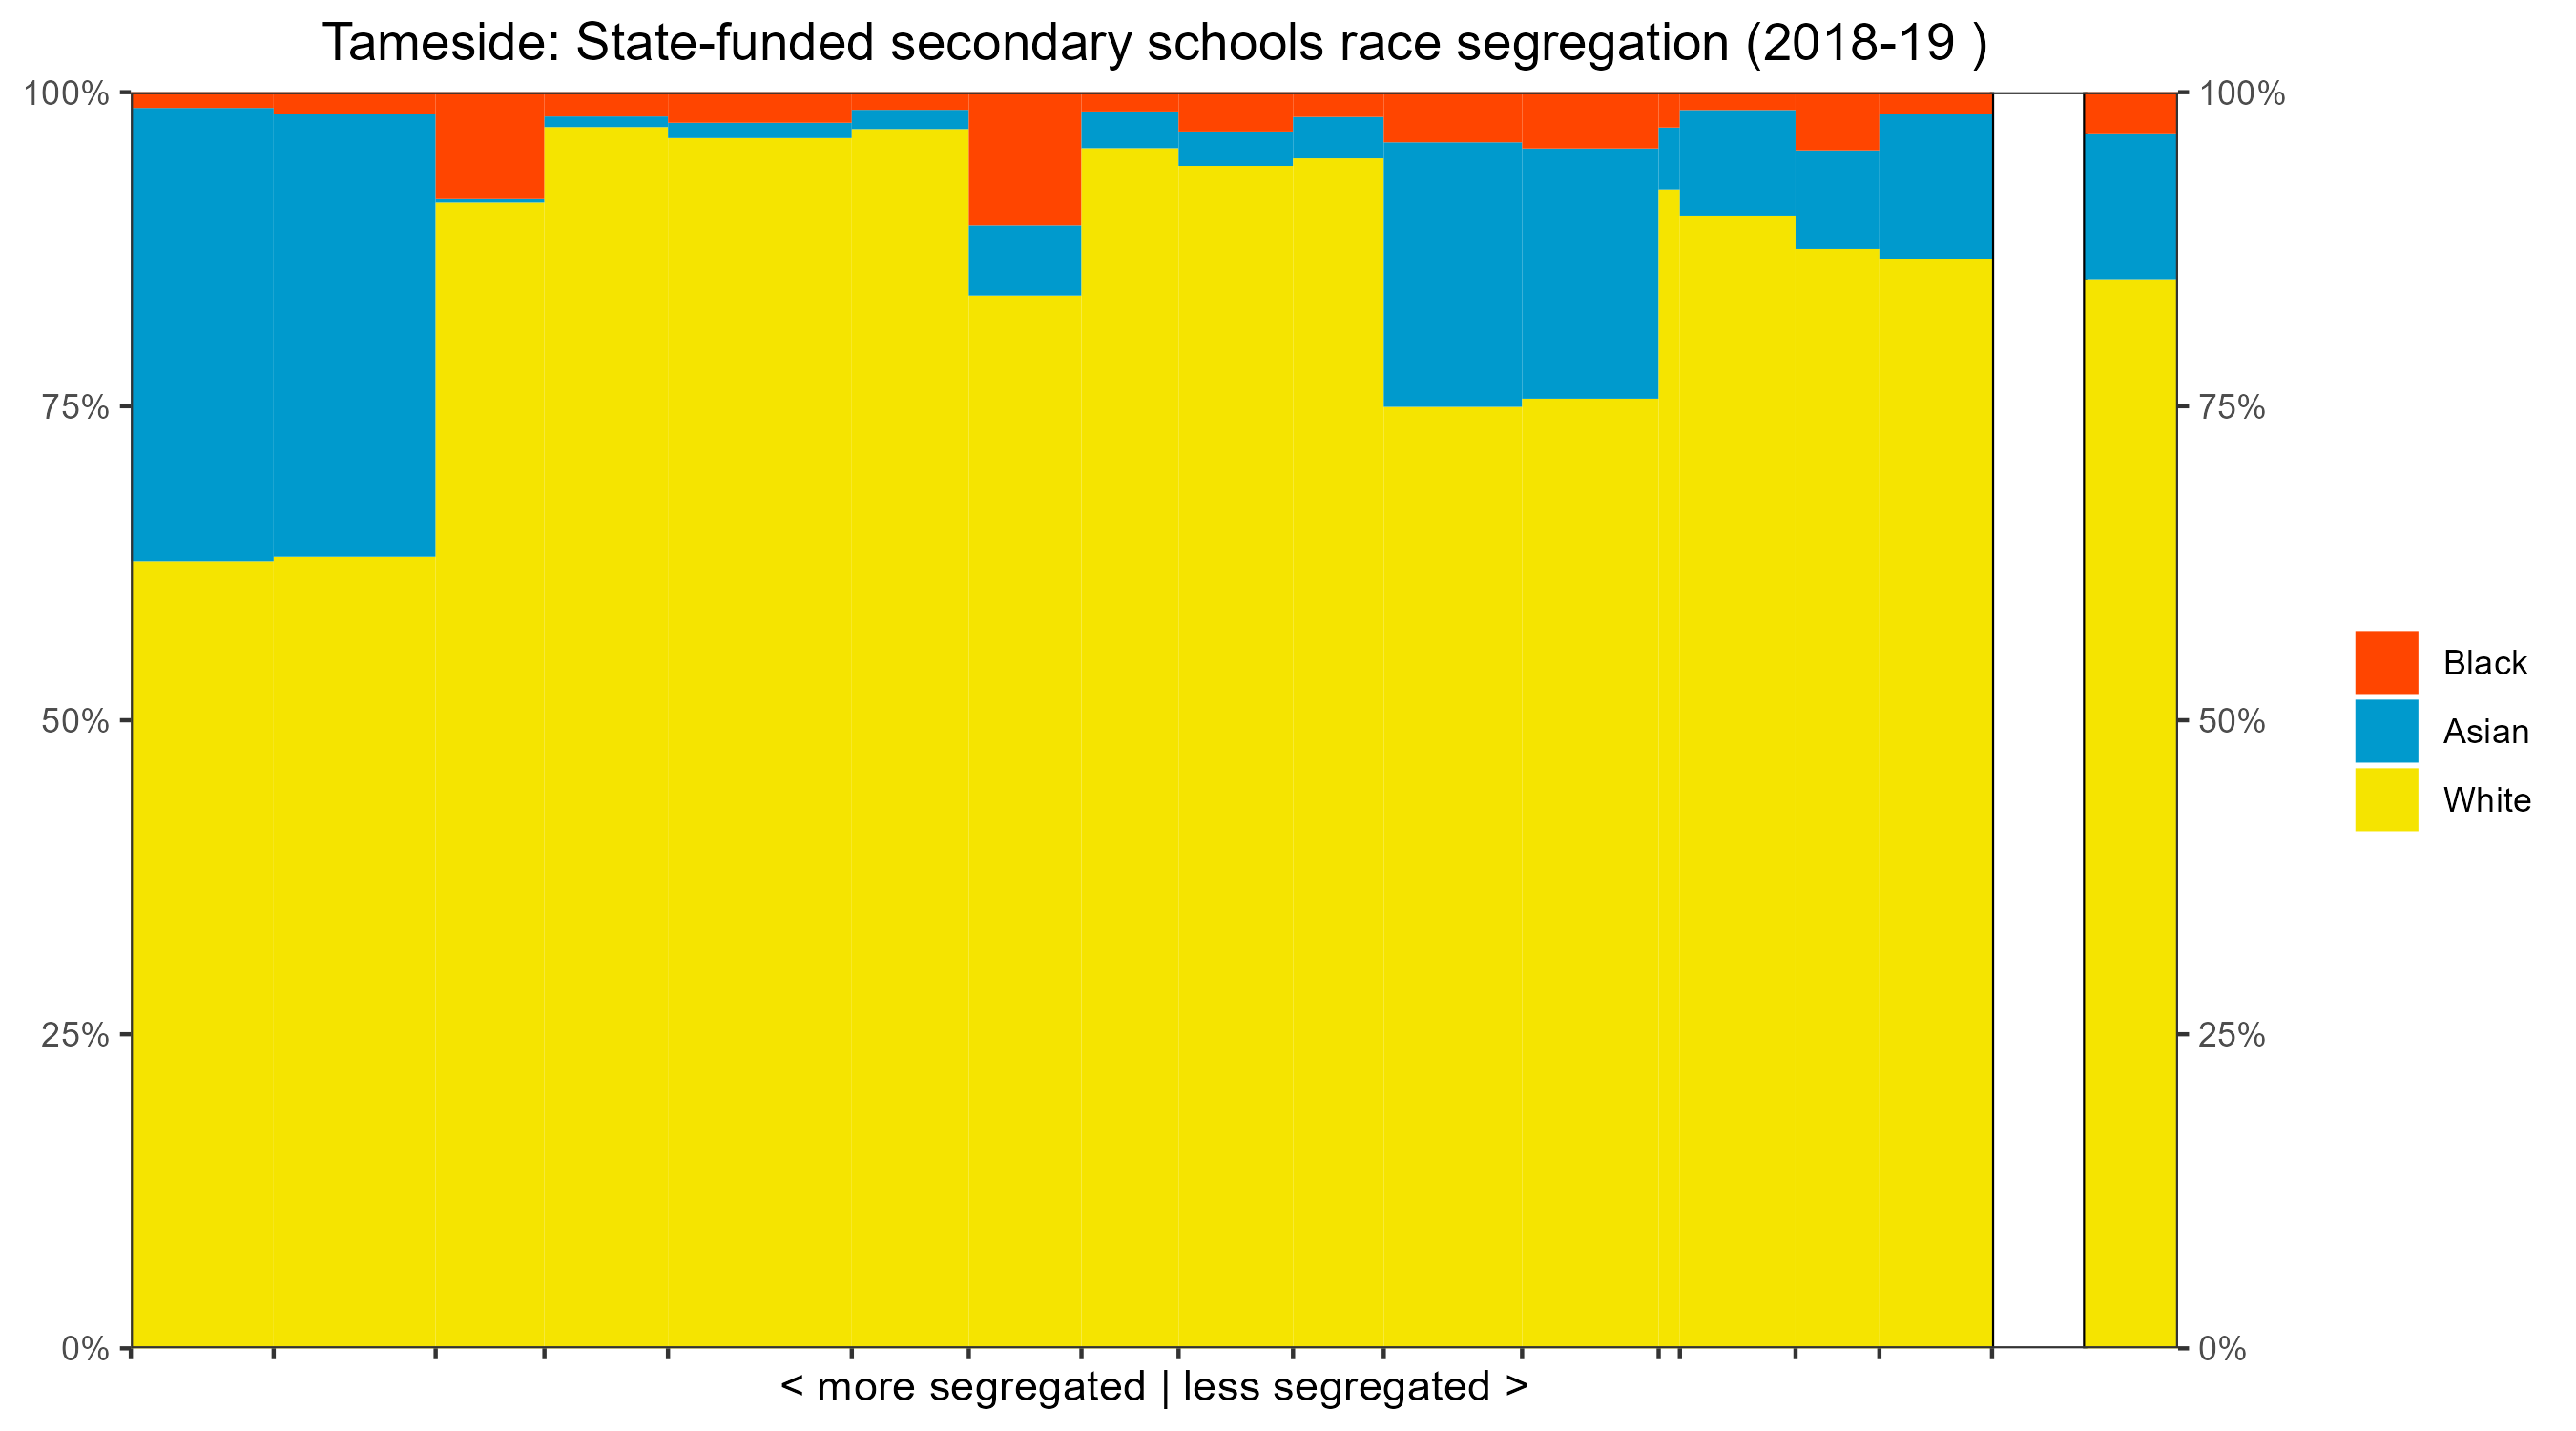 Tameside: State-funded secondary schools race segregation (2018-19 )
100%
75%
50%
25%
0%
100%
75%
50%
25%
0%
Black
Asian
White
< more segregated | less segregated >